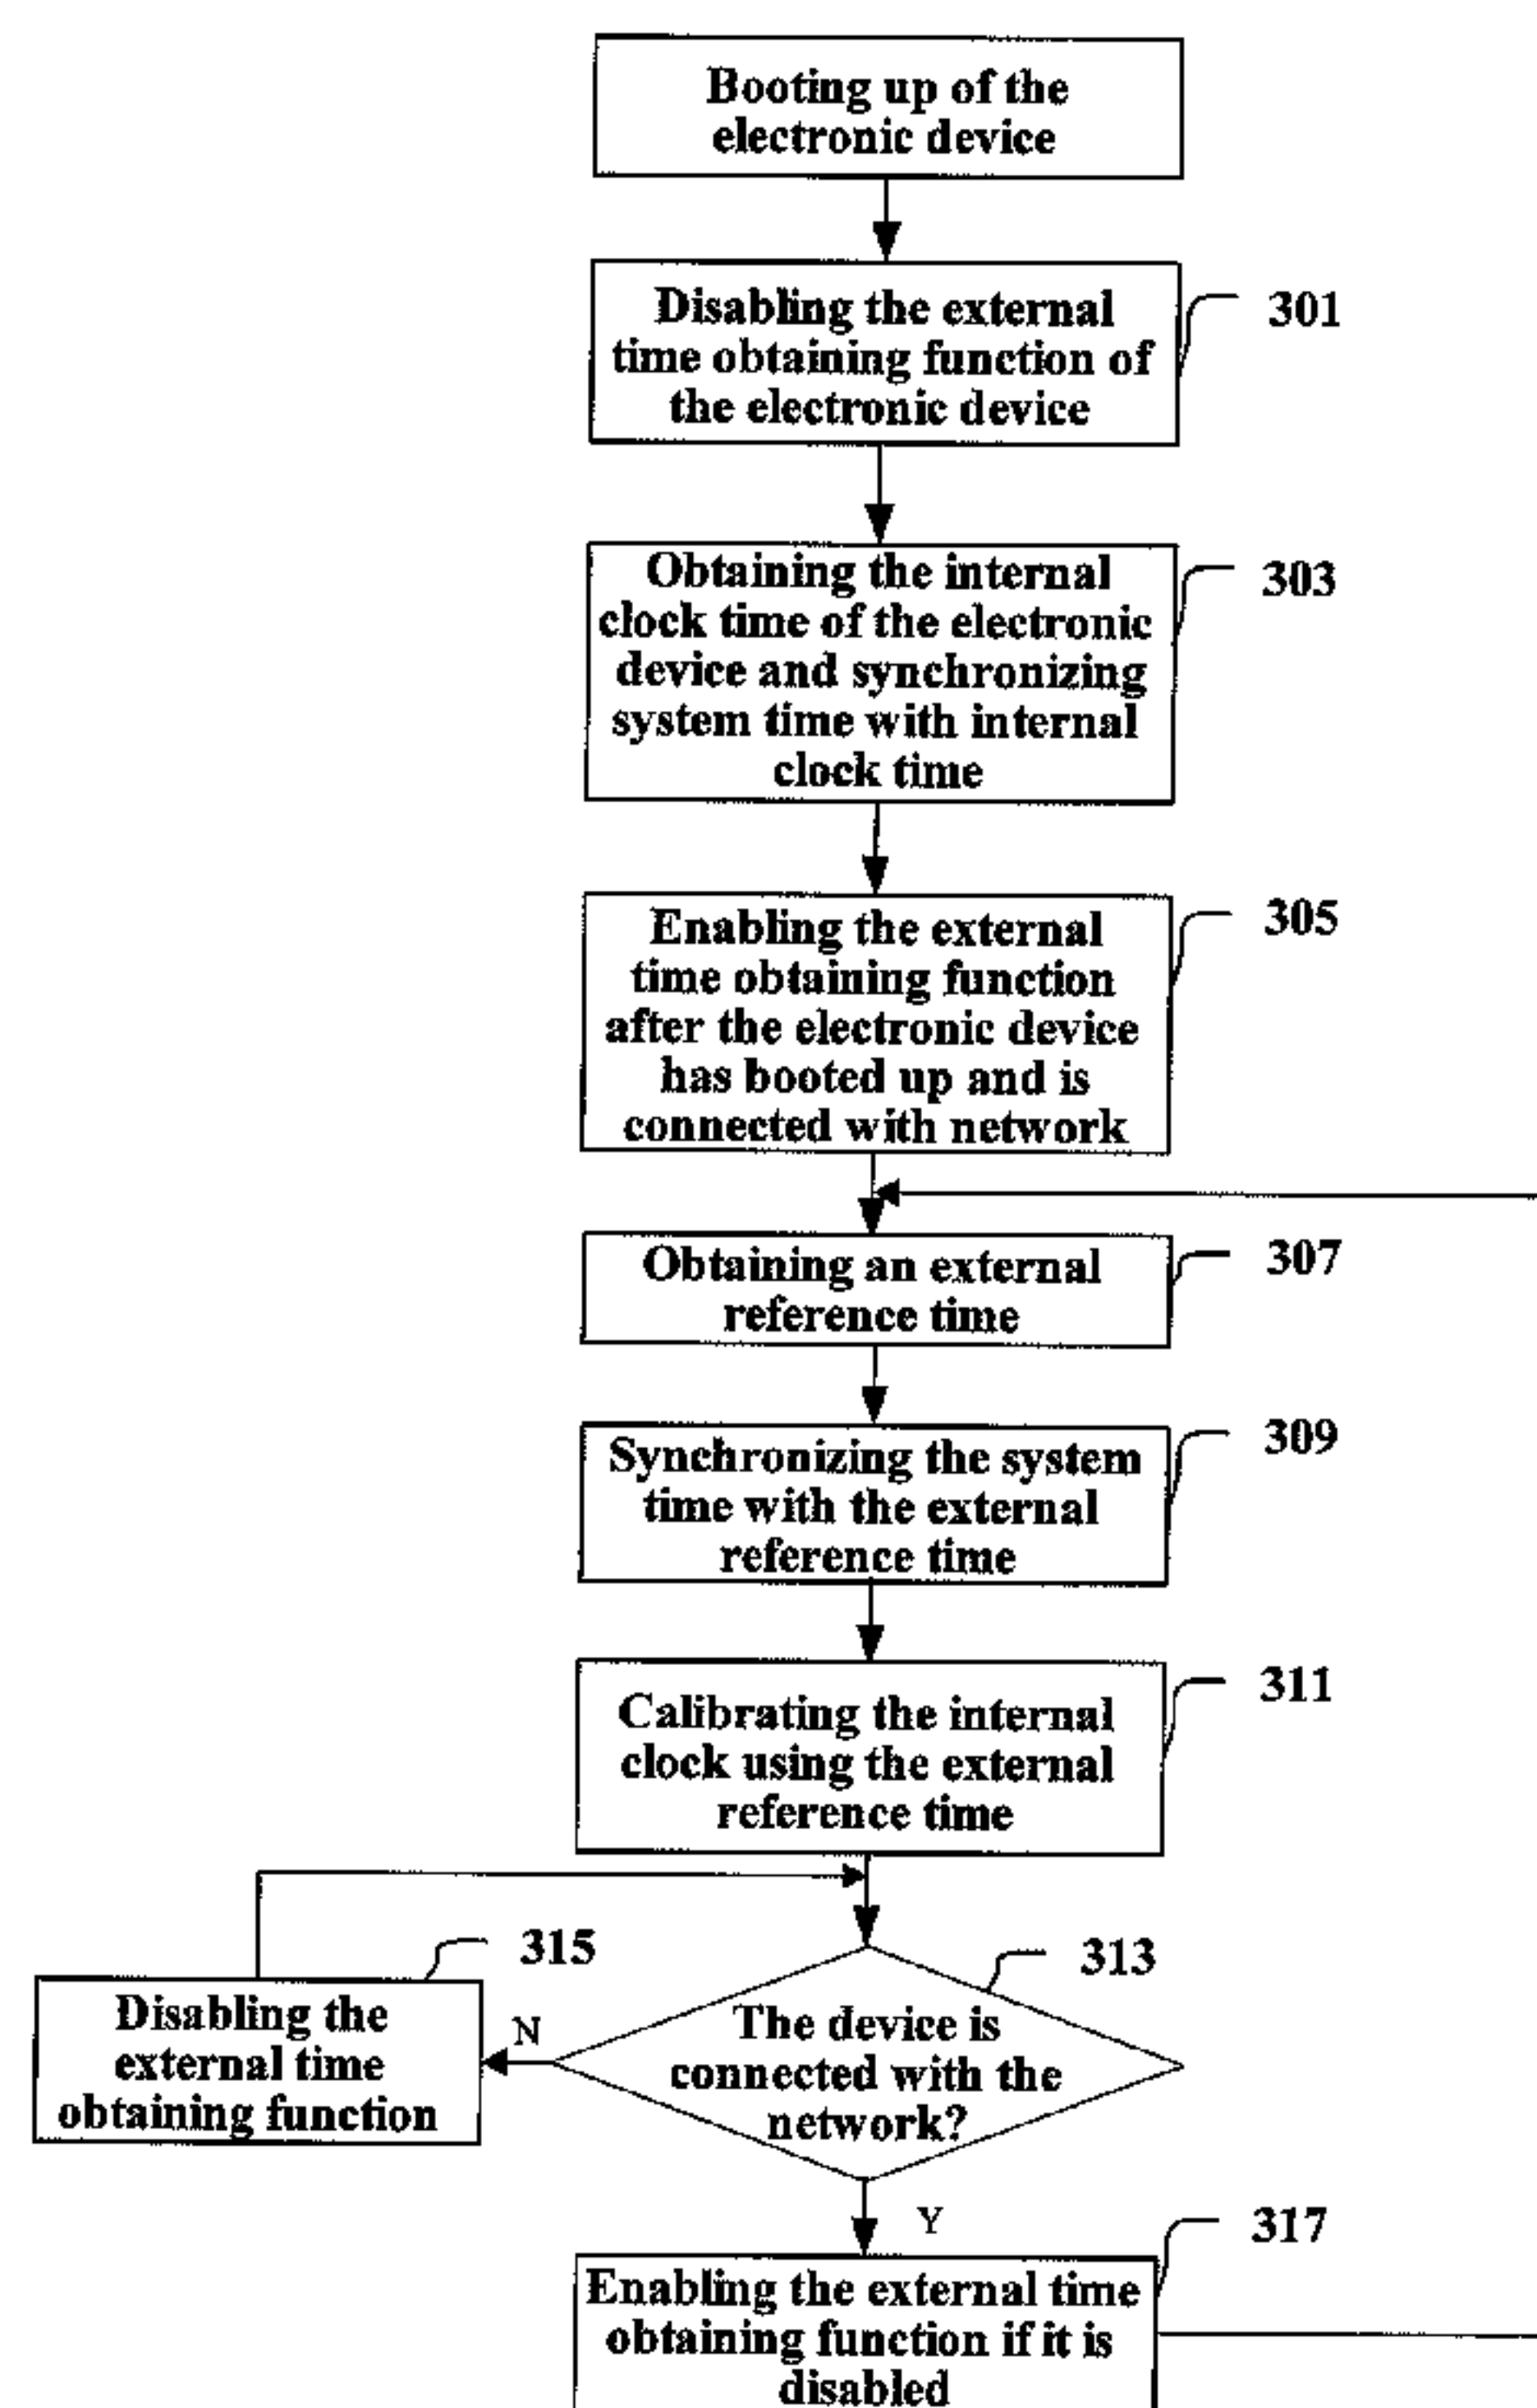 Booting up of the
electronic device
Disabling the external
time obtaining function of
the electronic device
301
Obtaining the internal
clock time of the electronic
device and synchronizing
system time with internal
clock time
303
Enabling the external
time obtaining function
after the electronic device
has booted up and is
connected with network
305
Obtaining an external
reference time
307
Synchronizing the system
time with the external
reference time
309
Calibrating the internal
clock using the external
reference time
311
315
Disabling the
external time
obtaining function
N
313
The device is
connected with the
network?
Y
317
Enabling the external time
obtaining function if it is
disabled